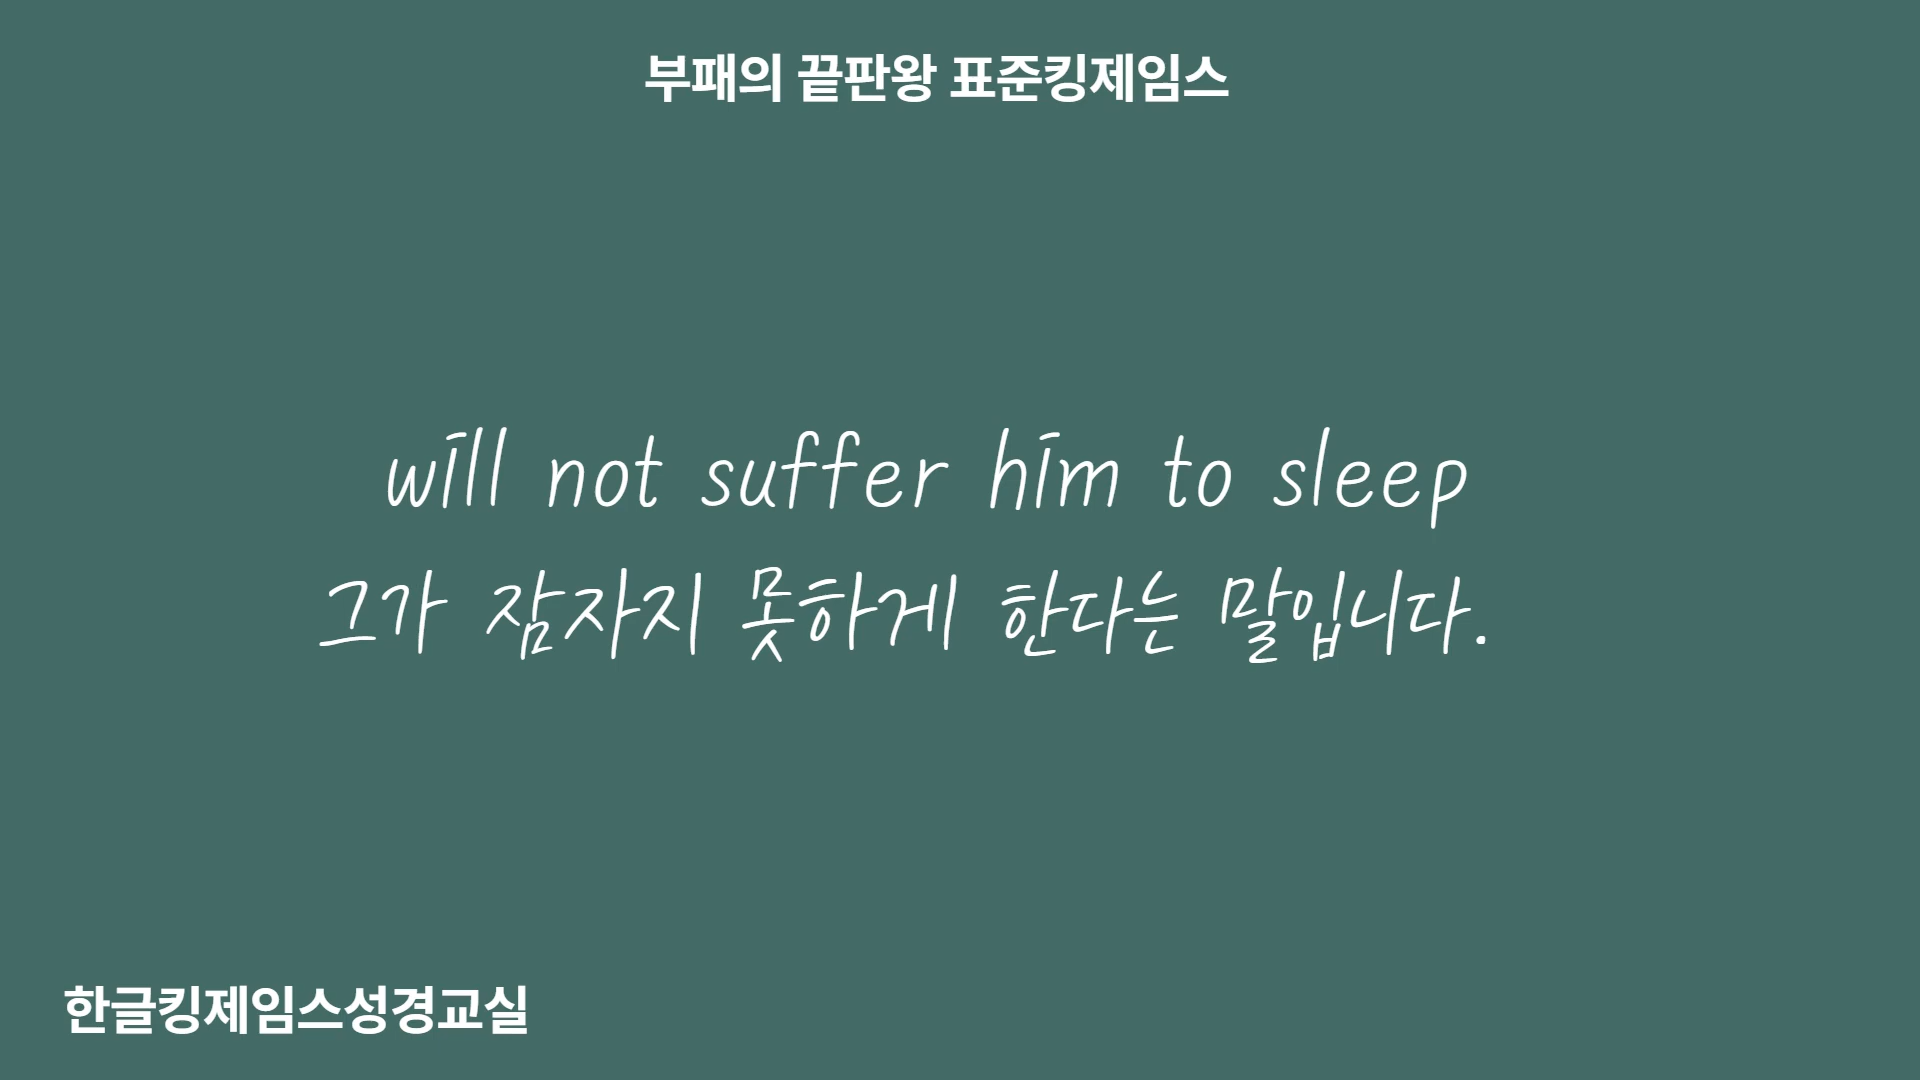 부패의 끝판왕 표준킹제임스
will not suffer him to sleep
그가 잠자지 못하게 한다는 말입니다.
한글킹제임스성경교실